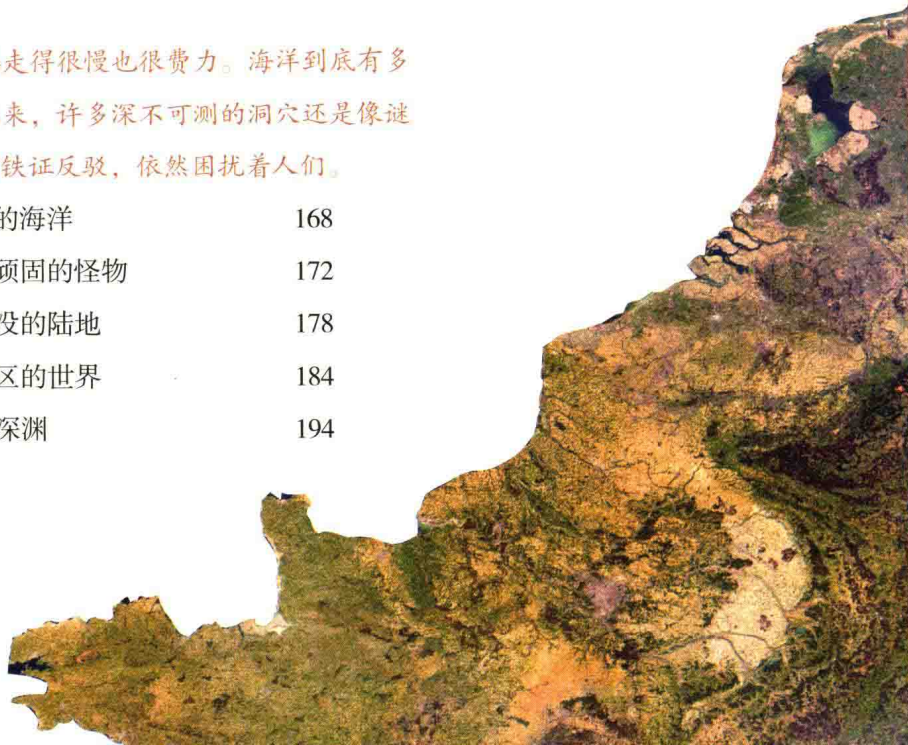 走得很慢也很费力。海洋到底有多
来，许多深不可测的洞穴还是像谜
铁证反驳，依然困扰着人们。
的海洋 168
顽固的怪物 172
没的陆地 178
区的世界 184
深渊 194